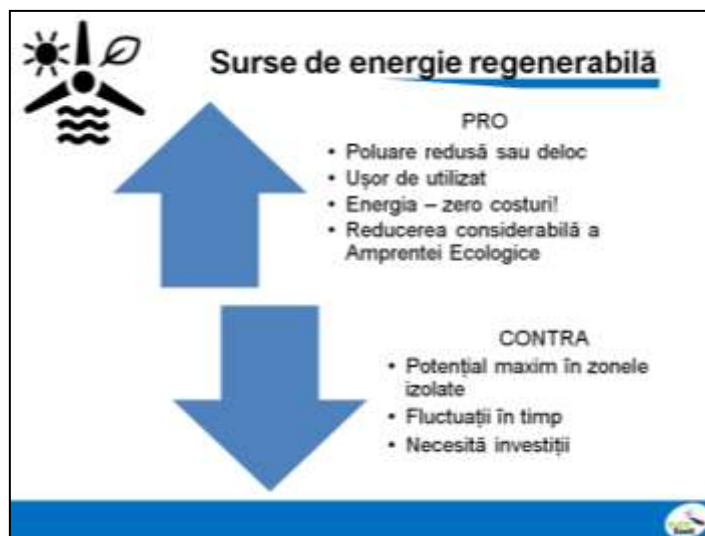 Surse de energie regenerabilă
PRO
• Poluare redusă sau deloc
• Ușor de utilizat
• Energia – zero costuri!
• Reducerea considerabilă a
Amprentei Ecologice
CONTRA
• Potențial maxim în zonele
izolate
• Fluctuații în timp
• Necesită investiții